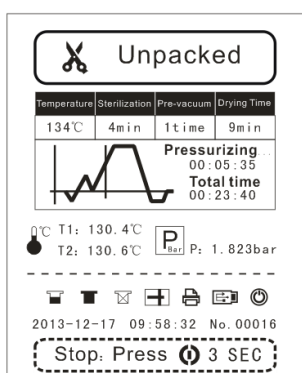 Unpacked
Temperature Sterilization Pre-vacuum Drying Time
134℃ 4min 1time 9min
Pressurizing...
00:05:35
Total time
00:23:40
℃ T1: 130.4℃
T2: 130.6℃
P Bar P: 1.823bar
2013-12-17 09:58:32 No.00016
Stop: Press 3 SEC